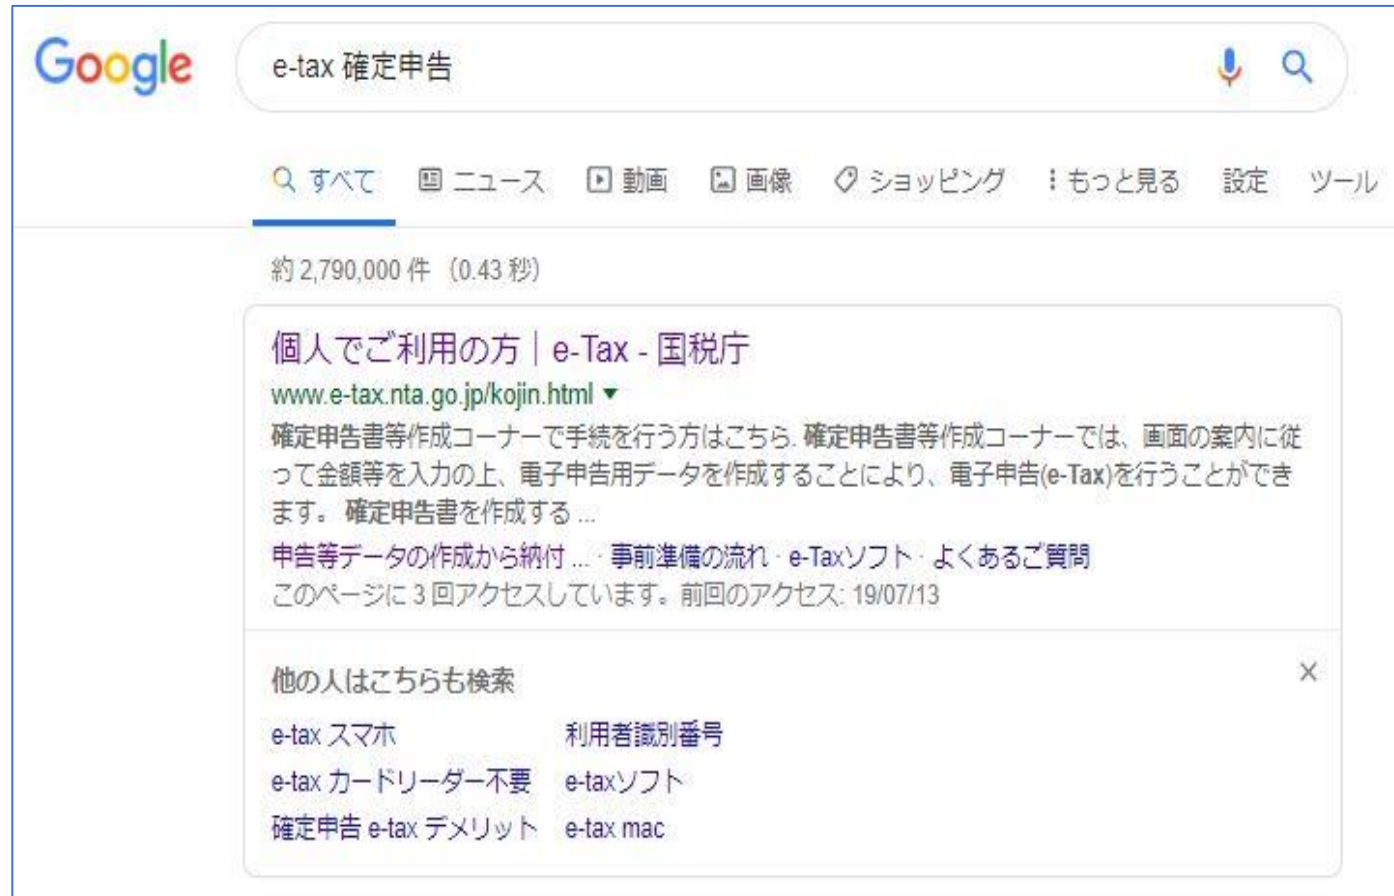 Google
e-tax 確定申告
すべて ニュース 動画 画像 ショッピング もっと見る 設定 ツール
約 2,790,000 件 (0.43 秒)
個人でご利用の方｜e-Tax - 国税庁
www.e-tax.nta.go.jp/kojin.html
確定申告書等作成コーナーで手続を行う方はこちら. 確定申告書等作成コーナーでは、画面の案内に従
って金額等を入力の上、電子申告用データを作成することにより、電子申告(e-Tax)を行うことができ
ます。 確定申告書を作成する ...
申告等データの作成から納付 ... · 事前準備の流れ · e-Taxソフト · よくあるご質問
このページに 3 回アクセスしています。前回のアクセス: 19/07/13
他の人はこちらも検索
e-tax スマホ 利用者識別番号
e-tax カードリーダー不要 e-taxソフト
確定申告 e-tax デメリット e-tax mac